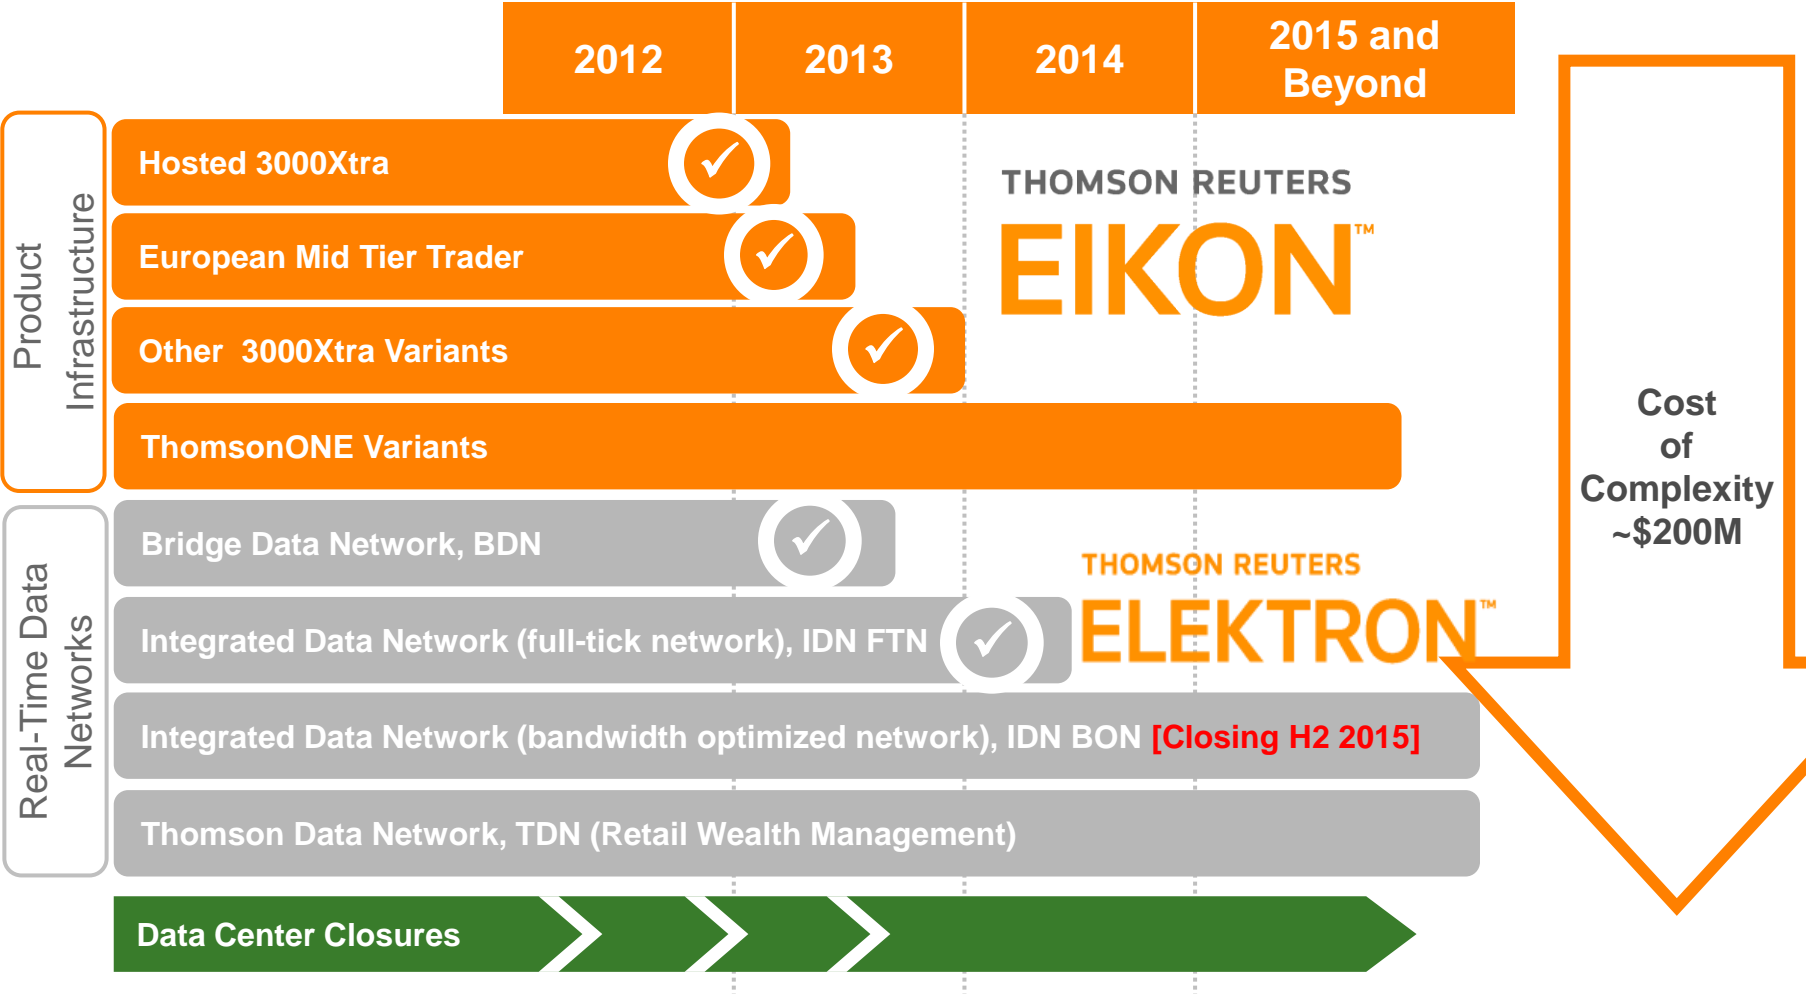 2012
2013
2014
2015 and
Beyond
Product
Infrastructure
Hosted 3000Xtra
European Mid Tier Trader
Other  3000Xtra Variants
ThomsonONE Variants
THOMSON REUTERS
EIKON™
Real-Time Data
Networks
Bridge Data Network, BDN
Integrated Data Network (full-tick network), IDN FTN
Integrated Data Network (bandwidth optimized network), IDN BON [Closing H2 2015]
Thomson Data Network, TDN (Retail Wealth Management)
THOMSON REUTERS
ELEKTRON™
Data Center Closures
Cost
of
Complexity
~$200M